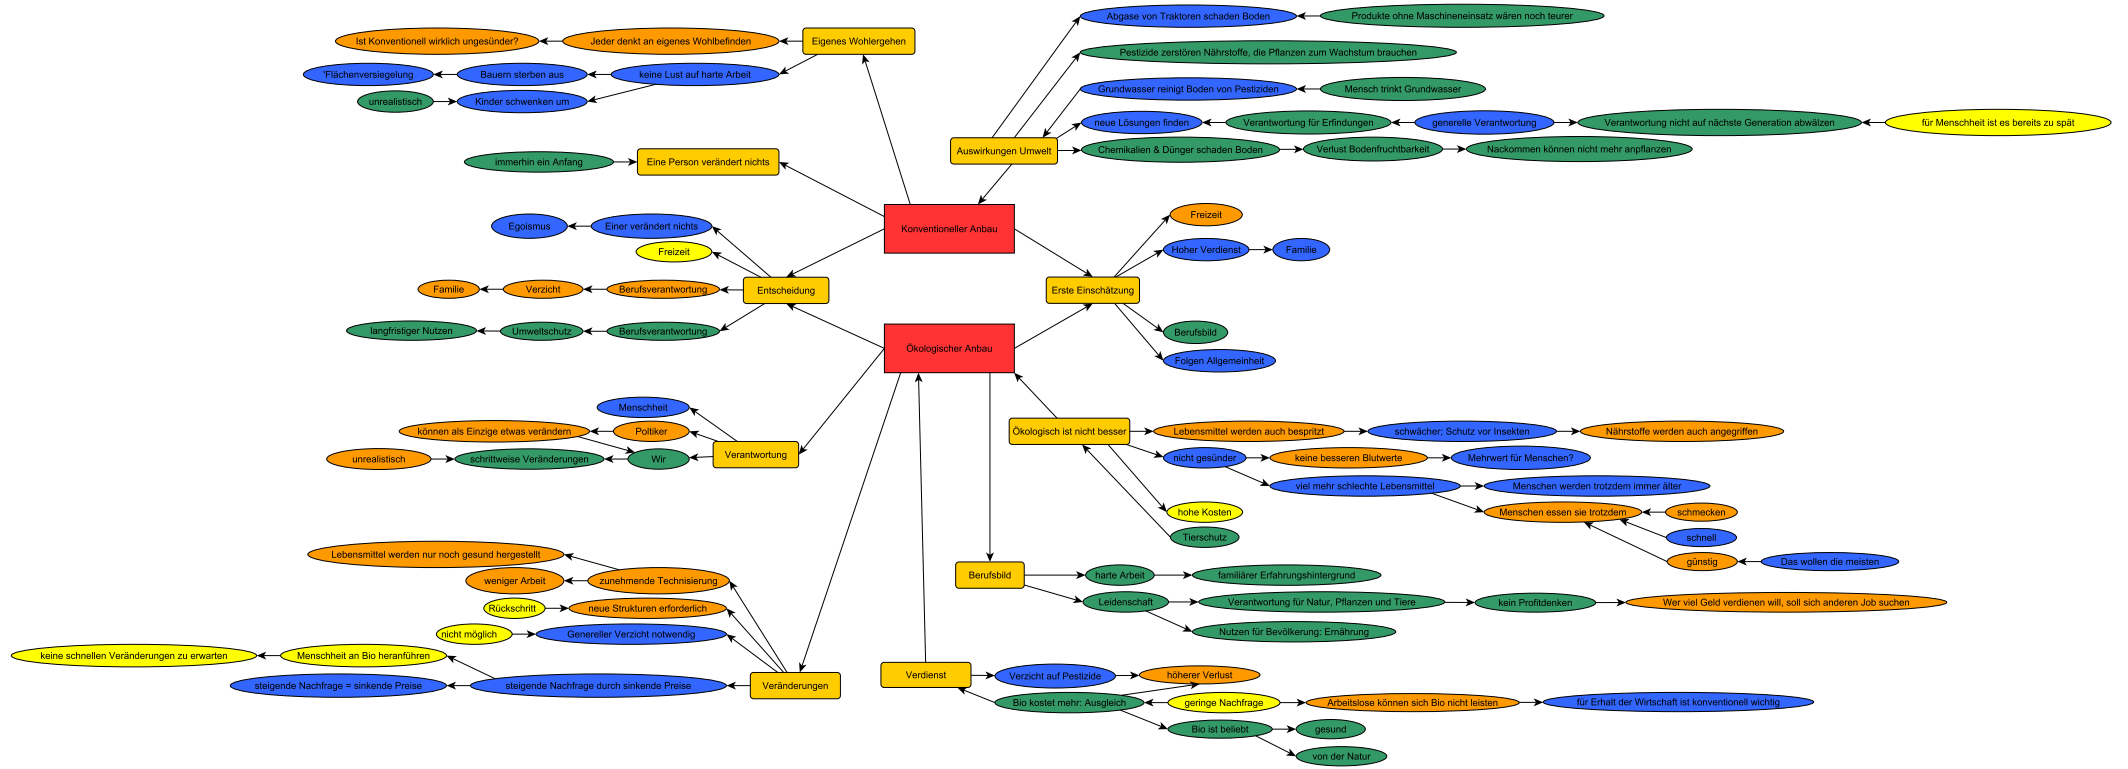 Abgase von Traktoren schaden Boden
Produkte ohne Maschineneinsatz wären noch teurer
Ist Konventionell wirklich ungesünder?
Jeder denkt an eigenes Wohlbefinden
Eigenes Wohlergehen
Pestizide zerstören Nährstoffe, die Pflanzen zum Wachstum brauchen
'Flächenversiegelung
Bauern sterben aus
keine Lust auf harte Arbeit
Grundwasser reinigt Boden von Pestiziden
Mensch trinkt Grundwasser
unrealistisch
Kinder schwenken um
neue Lösungen finden
Verantwortung für Erfindungen
generelle Verantwortung
Verantwortung nicht auf nächste Generation abwälzen
für Menschheit ist es bereits zu spät
Auswirkungen Umwelt
Chemikalien & Dünger schaden Boden
Verlust Bodenfruchtbarkeit
Nackommen können nicht mehr anpflanzen
immerhin ein Anfang
Eine Person verändert nichts
Konventioneller Anbau
Freizeit
Egoismus
Einer verändert nichts
Hoher Verdienst
Familie
Freizeit
Familie
Verzicht
Berufsverantwortung
Entscheidung
Erste Einschätzung
langfristiger Nutzen
Umweltschutz
Berufsverantwortung
Berufsbild
Ökologischer Anbau
Folgen Allgemeinheit
Menschheit
können als Einzige etwas verändern
Poltiker
Verantwortung
unrealistisch
schrittweise Veränderungen
Wir
Ökologisch ist nicht besser
Lebensmittel werden auch bespritzt
schwächer; Schutz vor Insekten
Nährstoffe werden auch angegriffen
nicht gesünder
keine besseren Blutwerte
Mehrwert für Menschen?
viel mehr schlechte Lebensmittel
Menschen werden trotzdem immer älter
hohe Kosten
Menschen essen sie trotzdem
schmecken
Tierschutz
schnell
günstig
Das wollen die meisten
Lebensmittel werden nur noch gesund hergestellt
weniger Arbeit
zunehmende Technisierung
Berufsbild
harte Arbeit
familiärer Erfahrungshintergrund
Rückschritt
neue Strukturen erforderlich
Leidenschaft
Verantwortung für Natur, Pflanzen und Tiere
kein Profitdenken
Wer viel Geld verdienen will, soll sich anderen Job suchen
nicht möglich
Genereller Verzicht notwendig
Nutzen für Bevölkerung: Ernährung
keine schnellen Veränderungen zu erwarten
Menschheit an Bio heranführen
steigende Nachfrage = sinkende Preise
steigende Nachfrage durch sinkende Preise
Veränderungen
Verdienst
Verzicht auf Pestizide
höherer Verlust
Bio kostet mehr: Ausgleich
geringe Nachfrage
Arbeitslose können sich Bio nicht leisten
für Erhalt der Wirtschaft ist konventionell wichtig
Bio ist beliebt
gesund
von der Natur